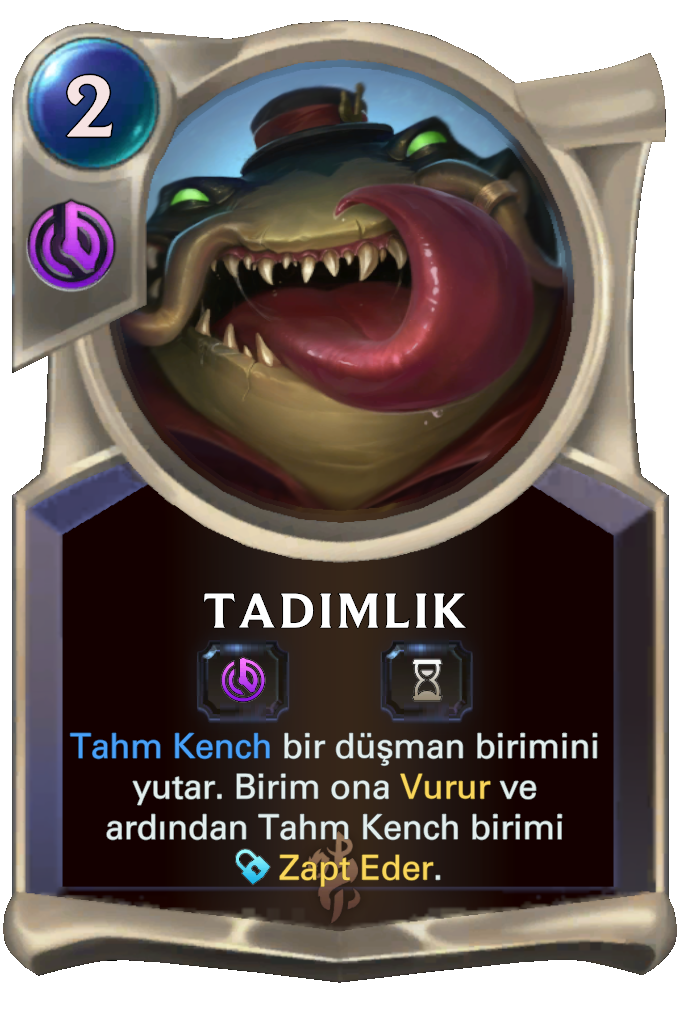 2
TADIMLIK
Tahm Kench bir düşman birimini
yutar. Birim ona Vurur ve
ardından Tahm Kench birimi
Zapt Eder.